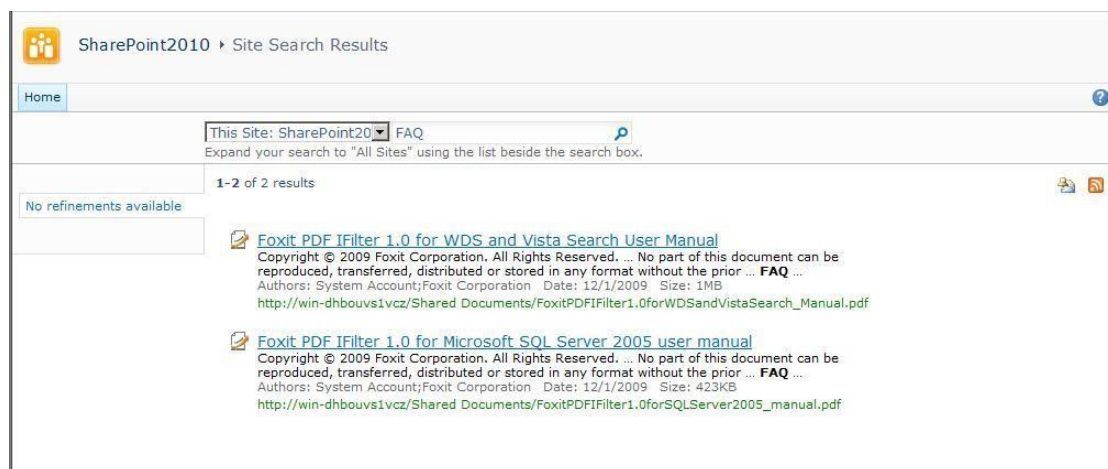 SharePoint2010 ▸ Site Search Results
Home
This Site: SharePoint20 FAQ
Expand your search to "All Sites" using the list beside the search box.
1-2 of 2 results
No refinements available
Foxit PDF IFilter 1.0 for WDS and Vista Search User Manual
Copyright © 2009 Foxit Corporation. All Rights Reserved. ... No part of this document can be
reproduced, transferred, distributed or stored in any format without the prior ... FAQ ...
Authors: System Account;Foxit Corporation Date: 12/1/2009 Size: 1MB
http://win-dhbouvs1vcz/Shared Documents/FoxitPDFIFilter1.0forWDSandVistaSearch_Manual.pdf
Foxit PDF IFilter 1.0 for Microsoft SQL Server 2005 user manual
Copyright © 2009 Foxit Corporation. All Rights Reserved. ... No part of this document can be
reproduced, transferred, distributed or stored in any format without the prior ... FAQ ...
Authors: System Account;Foxit Corporation Date: 12/1/2009 Size: 423KB
http://win-dhbouvs1vcz/Shared Documents/FoxitPDFIFilter1.0forSQLServer2005_manual.pdf